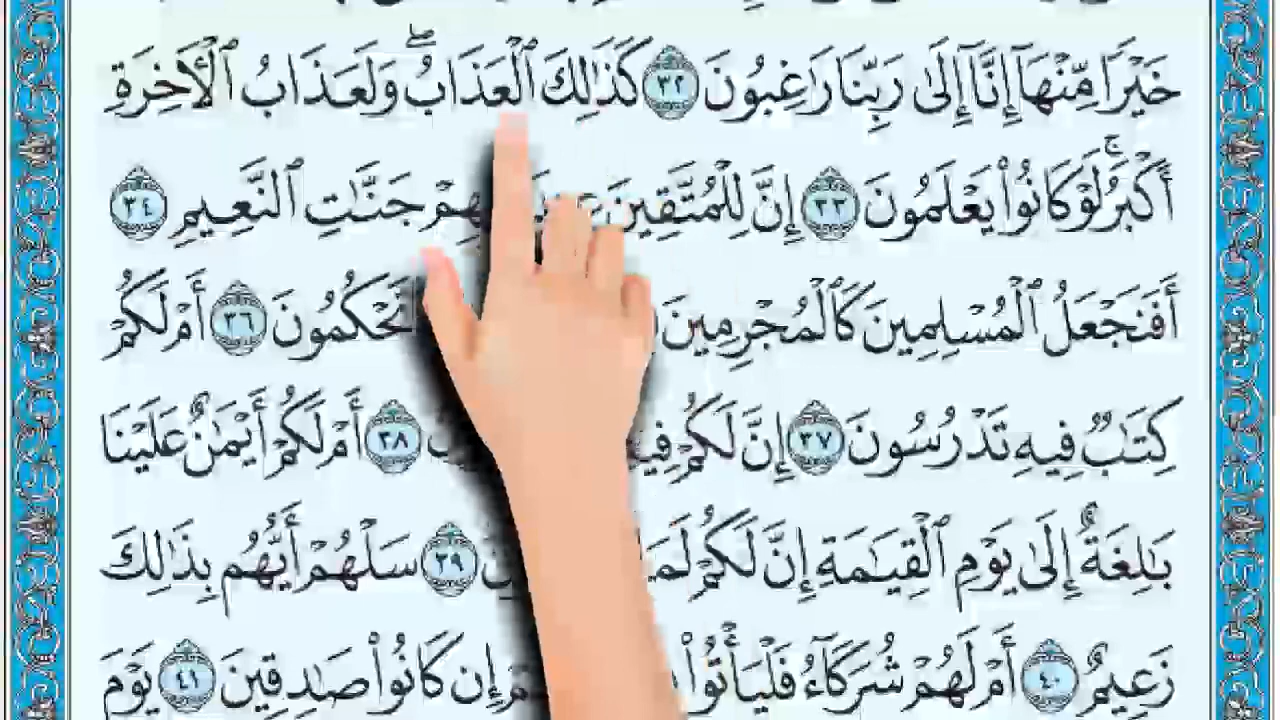 خَيْرًا مِّنْهَآ إِنَّآ إِلَىٰ رَبِّنَا رَٰغِبُونَ ٣٢ كَذَٰلِكَ ٱلْعَذَابُ ۖ وَلَعَذَابُ ٱلْأَخِرَةِ
أَكْبَرُ ۚ لَوْ كَانُوا۟ يَعْلَمُونَ ٣٣ إِنَّ لِلْمُتَّقِينَ جَنَّـٰتِ ٱلنَّعِيمِ ٣٤
أَفَنَجْعَلُ ٱلْمُسْلِمِينَ كَٱلْمُجْرِمِينَ تَحْكُمُونَ ٣٦ أَمْ لَكُمْ
كِتَـٰبٌ فِيهِ تَدْرُسُونَ ٣٧ إِنَّ لَكُمْ فِيهِ ٣٨ أَمْ لَكُمْ أَيْمَـٰنٌ عَلَيْنَا
بَـٰلِغَةٌ إِلَىٰ يَوْمِ ٱلْقِيَـٰمَةِ ۙ إِنَّ لَكُمْ ٣٩ سَلْهُمْ أَيُّهُم بِذَٰلِكَ
زَعِيمٌ ٤٠ أَمْ لَهُمْ شُرَكَآءُ فَلْيَأْتُوا۟ إِن كَانُوا۟ صَـٰدِقِينَ ٤١ يَوْمَ